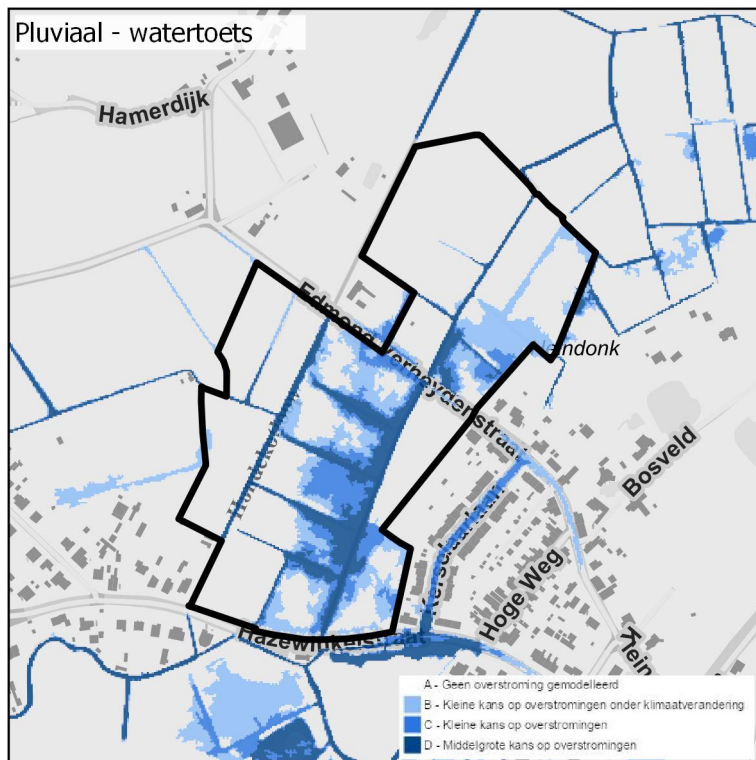 Pluviaal - watertoets
Hamerdijk
Bosveld
Hoge Weg
Hazewinkelstraat
A - Geen overstroming gemodelleerd
B - Kleine kans op overstromingen onder klimaatverandering
C - Kleine kans op overstromingen
D - Middelgrote kans op overstromingen